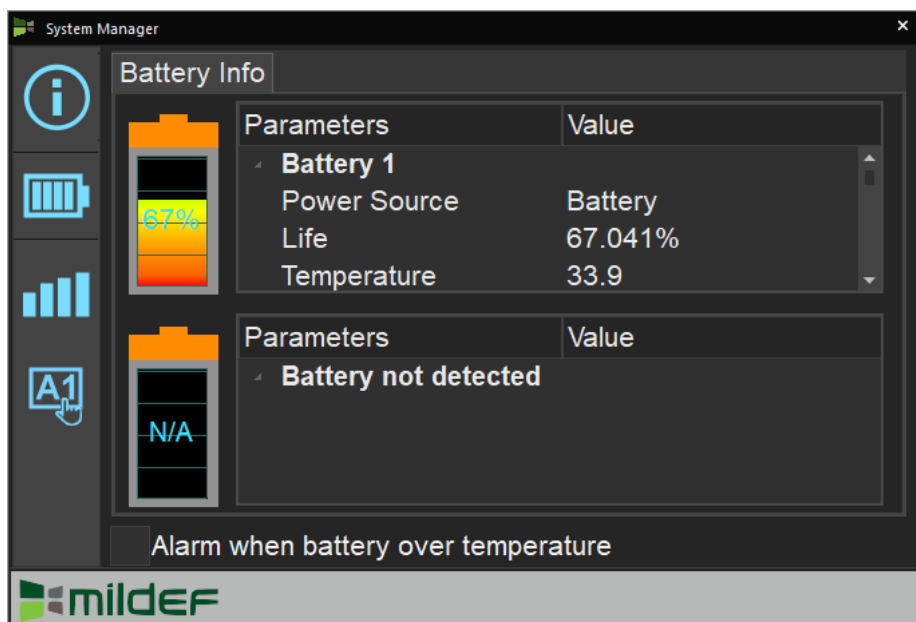 System Manager ×
Battery Info
Parameters Value
Battery 1
67%
Power Source Battery
Life 67.041%
Temperature 33.9
Parameters Value
Battery not detected
A1
N/A
Alarm when battery over temperature
mildef